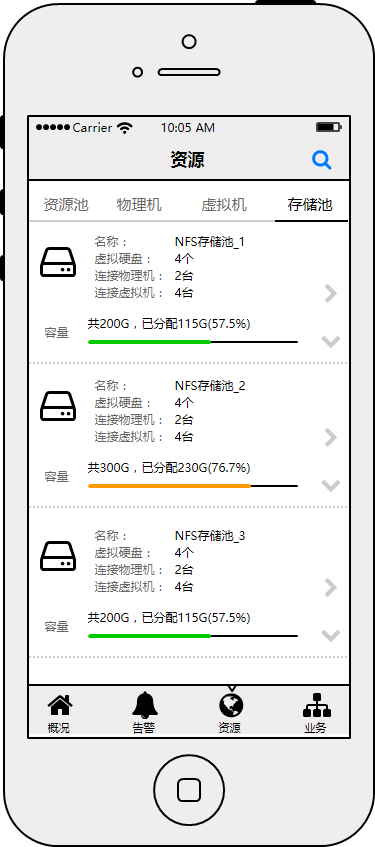 Carrier 10:05 AM
资源
资源池 物理机 虚拟机 存储池
名称： NFS存储池_1
虚拟硬盘： 4个
连接物理机： 2台
连接虚拟机： 4台
共200G，已分配115G(57.5%)
容量
名称： NFS存储池_2
虚拟硬盘： 4个
连接物理机： 2台
连接虚拟机： 4台
共300G，已分配230G(76.7%)
容量
名称： NFS存储池_3
虚拟硬盘： 4个
连接物理机： 2台
连接虚拟机： 4台
共200G，已分配115G(57.5%)
容量
概况 告警 资源 业务